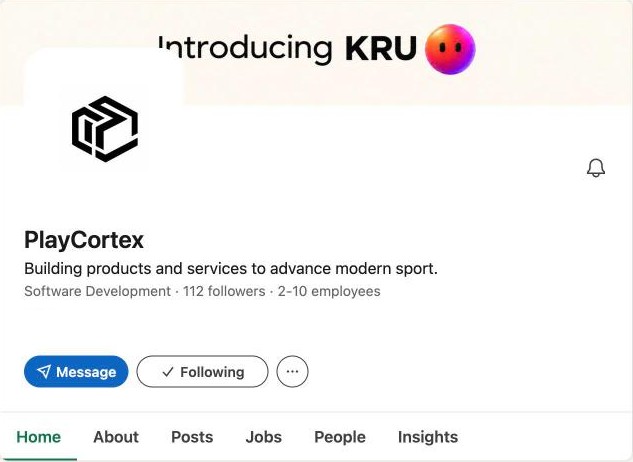 Introducing KRU
PlayCortex
Building products and services to advance modern sport.
Software Development · 112 followers · 2-10 employees
Message
Following
Home About Posts Jobs People Insights